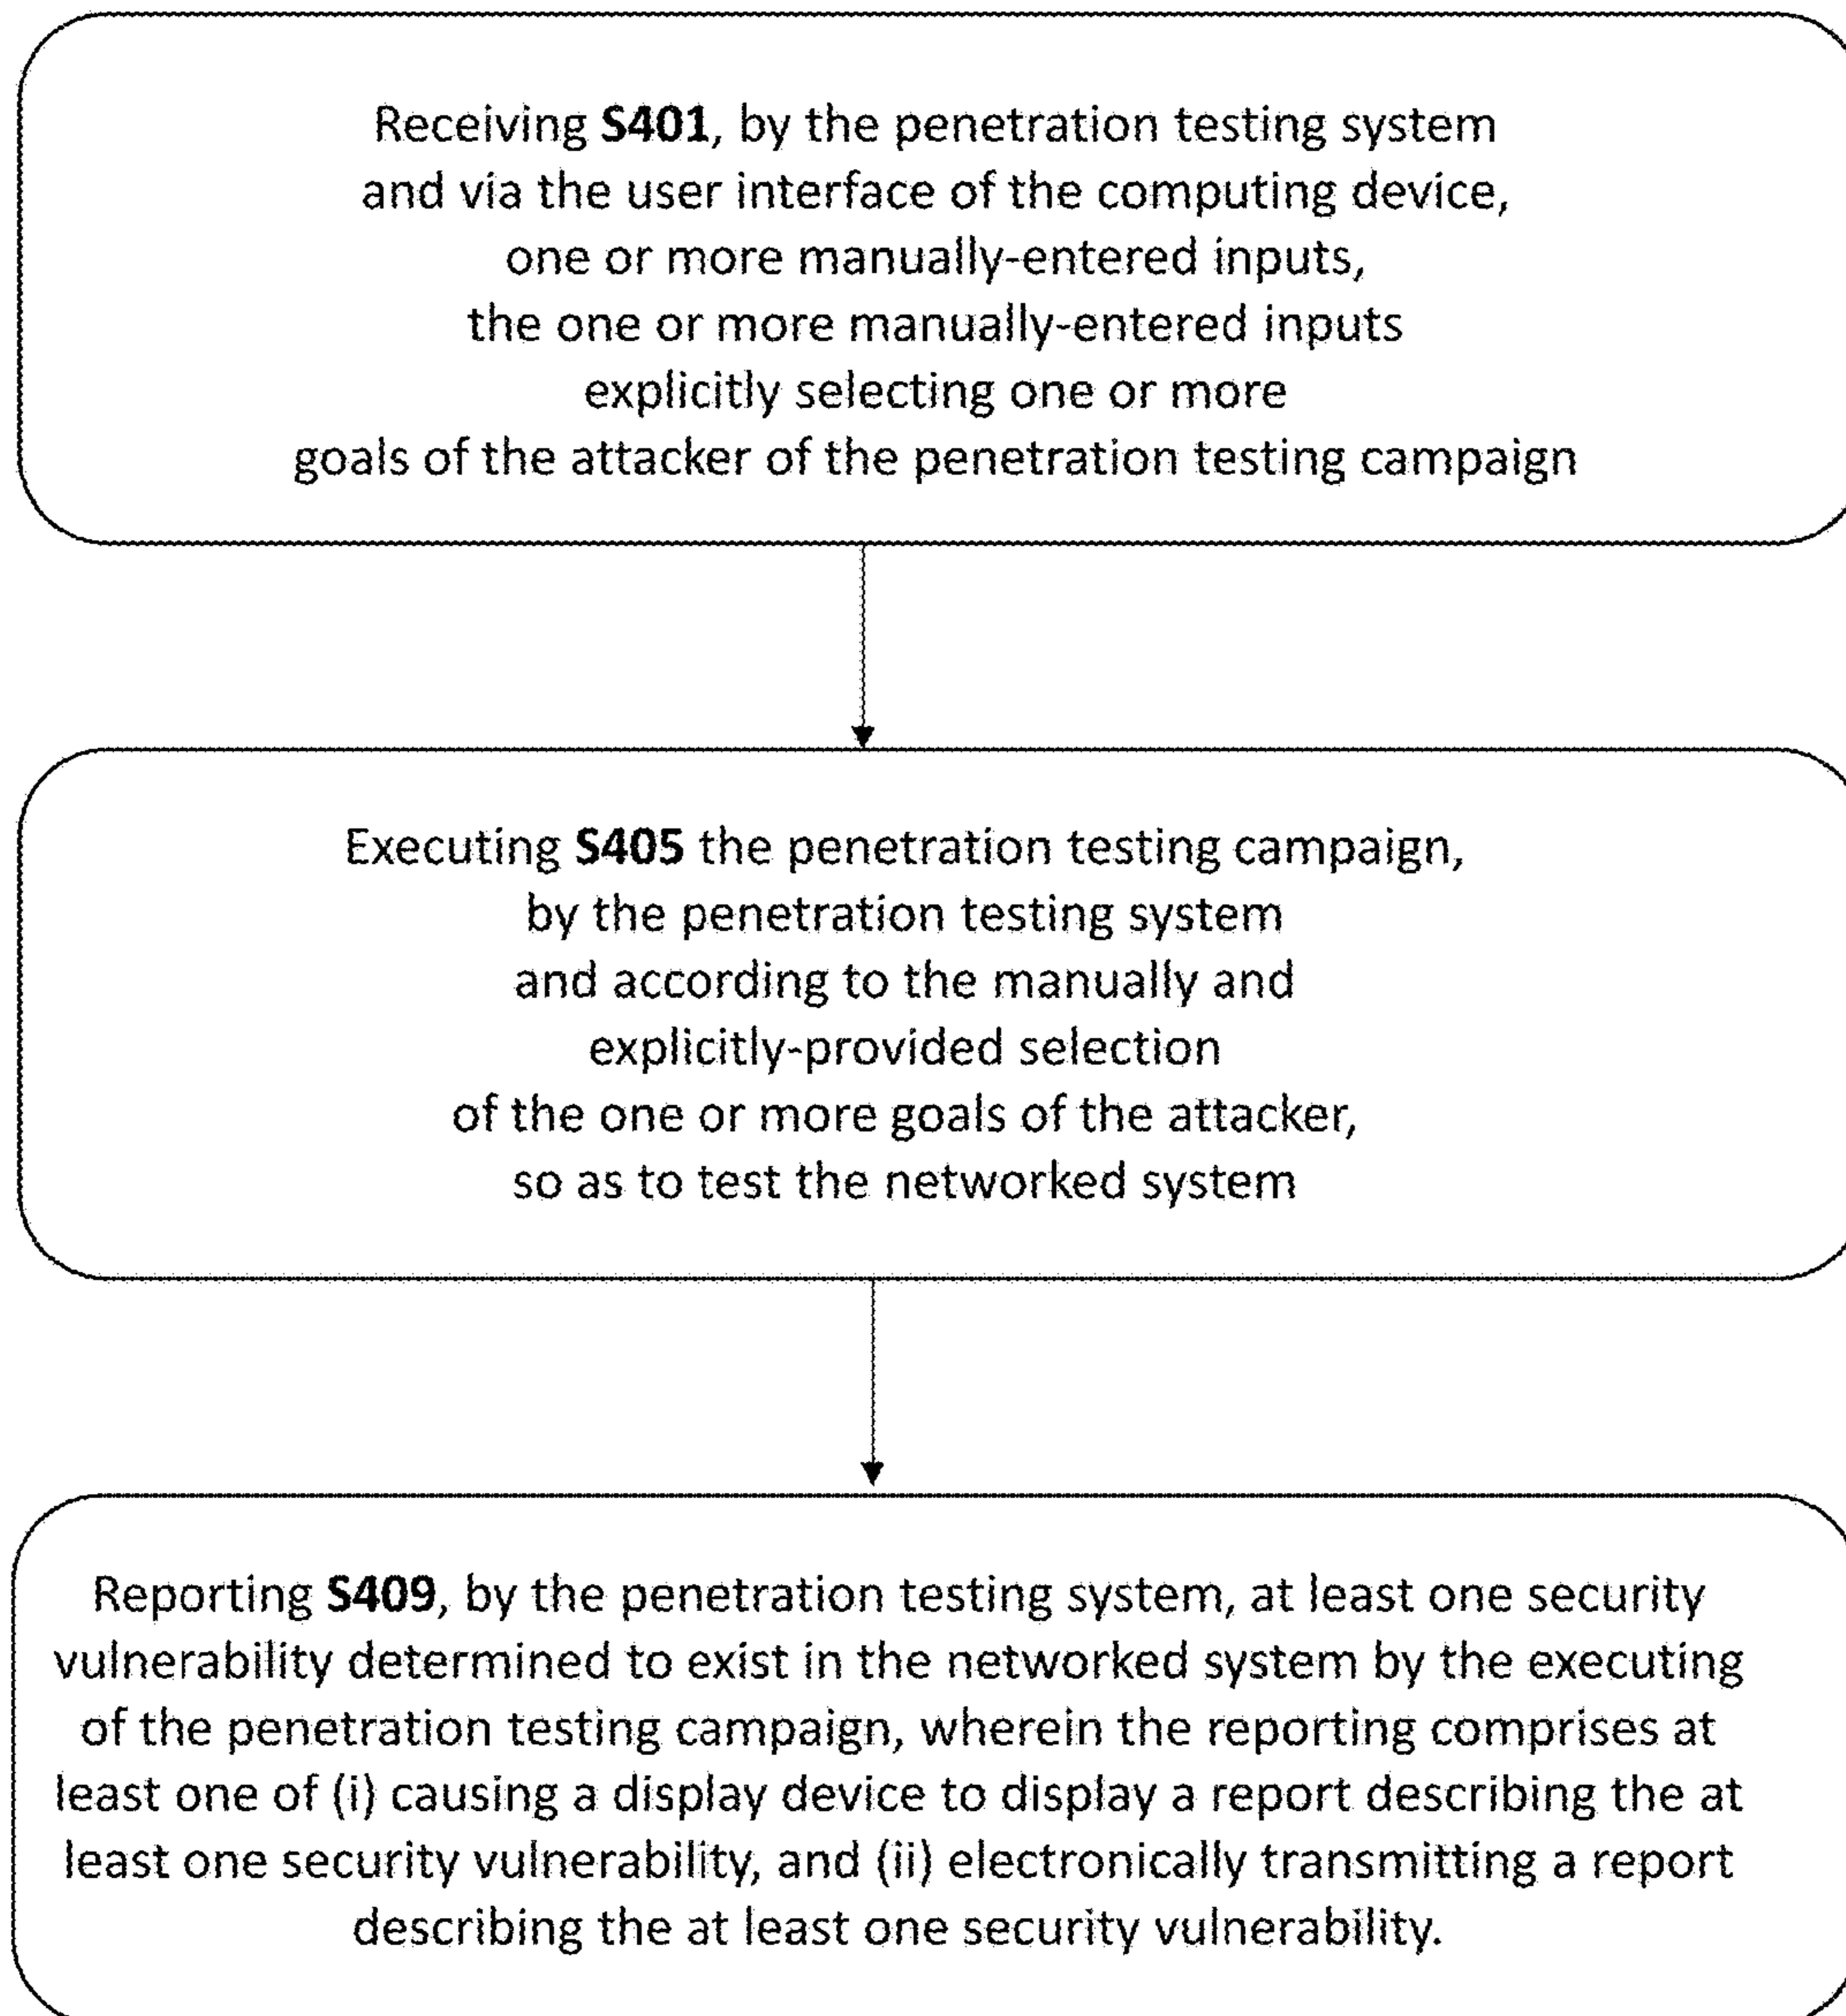 Receiving S401, by the penetration testing system
and via the user interface of the computing device,
one or more manually-entered inputs,
the one or more manually-entered inputs
explicitly selecting one or more
goals of the attacker of the penetration testing campaign
Executing S405 the penetration testing campaign,
by the penetration testing system
and according to the manually and
explicitly-provided selection
of the one or more goals of the attacker,
so as to test the networked system
Reporting S409, by the penetration testing system, at least one security
vulnerability determined to exist in the networked system by the executing
of the penetration testing campaign, wherein the reporting comprises at
least one of (i) causing a display device to display a report describing the at
least one security vulnerability, and (ii) electronically transmitting a report
describing the at least one security vulnerability.